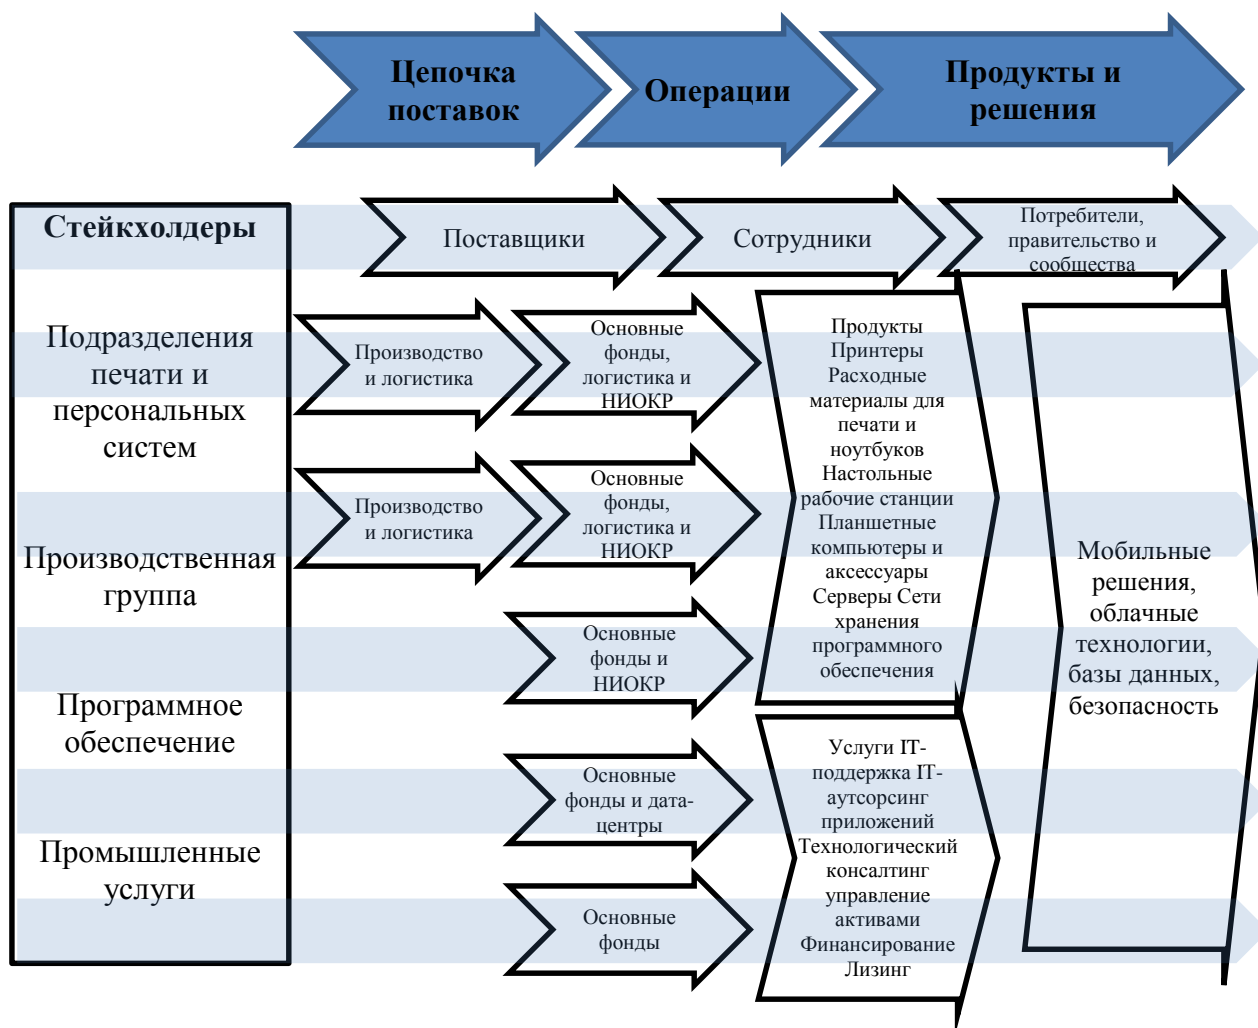 Цепочка
поставок
Операции
Продукты и
решения
Стейкхолдеры
Поставщики
Сотрудники
Потребители,
правительство и
сообщества
Подразделения
печати и
персональных
систем
Производство
и логистика
Основные
фонды,
логистика и
НИОКР
Производственная
группа
Производство
и логистика
Основные
фонды,
логистика и
НИОКР
Программное
обеспечение
Основные
фонды и
НИОКР
Промышленные
услуги
Основные
фонды и дата-
центры
Основные
фонды
Продукты
Принтеры
Расходные
материалы для
печати и
ноутбуков
Настольные
рабочие станции
Планшетные
компьютеры и
аксессуары
Серверы Сети
хранения
программного
обеспечения
Услуги IT-
поддержка IT-
аутсорсинг
приложений
Технологический
консалтинг
управление
активами
Финансирование
Лизинг
Мобильные
решения,
облачные
технологии,
базы данных,
безопасность